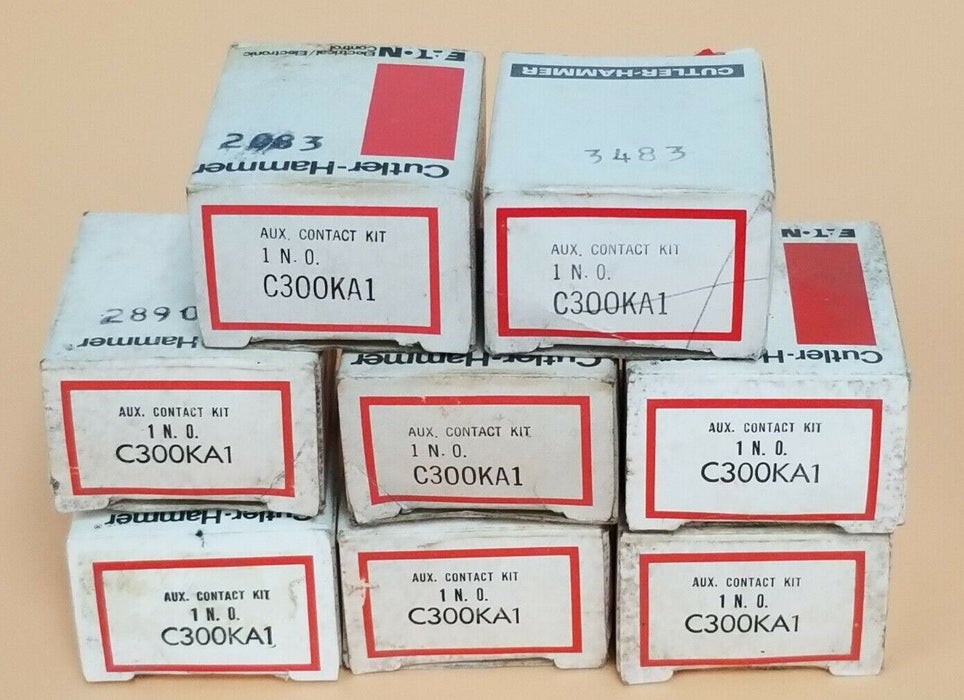 E·T·N
Electrical/Electronic
Control
Cutler-Hammer
AUX. CONTACT KIT
1 N. O.
C300KA1
CUTLER-HAMMER
3483
AUX. CONTACT KIT
1 N. O.
C300KA1
2890
Cutler-Hammer®
AUX. CONTACT KIT
1 N. O.
C300KA1
Cutler-Hammer
AUX. CONTACT KIT
1 N. O.
C300KA1
E·T·N
Cutler-H
AUX. CONTACT KIT
1 N. O.
C300KA1
Cutler-Hammer®
AUX. CONTACT KIT
1 N. O.
C300KA1
AUX. CONTACT KIT
1 N. O.
C300KA1
AUX. CONTACT KIT
1 N. O.
C300KA1